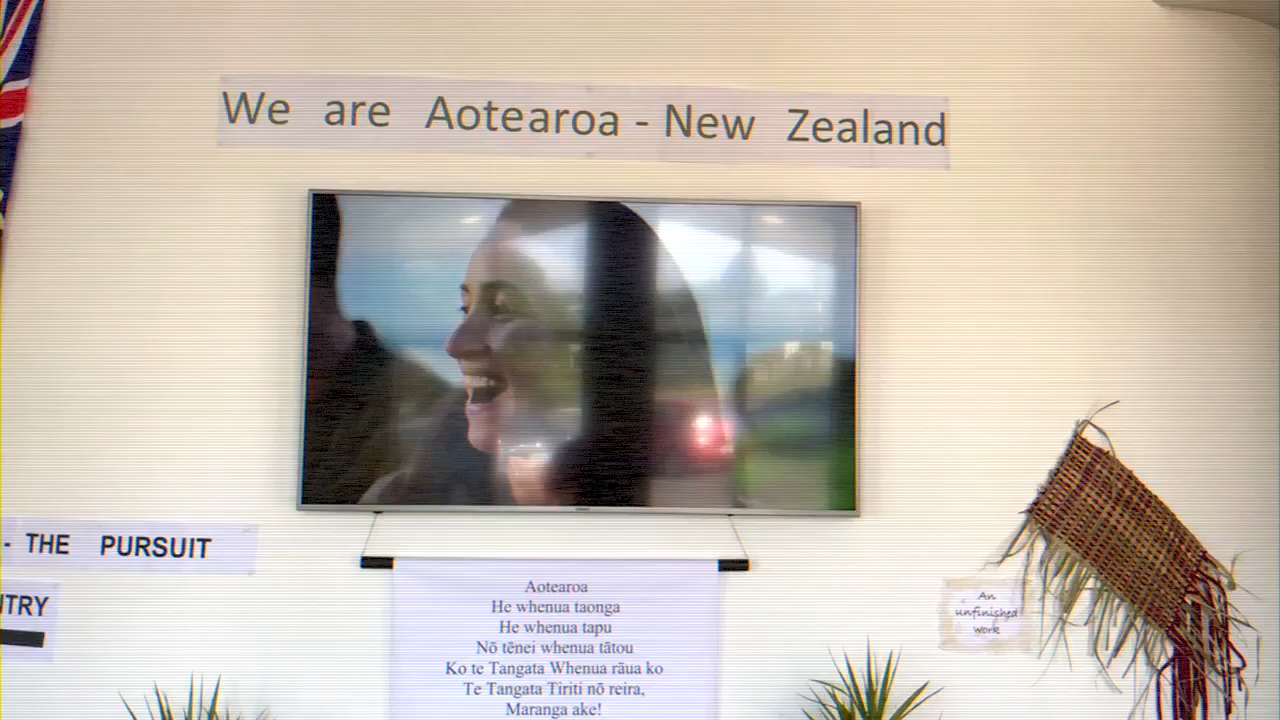 We are Aotearoa - New Zealand
- THE PURSUIT
NTRY
Aotearoa
He whenua taonga
He whenua tapu
Nō tēnei whenua tātou
Ko te Tangata Whenua rāua ko
Te Tangata Tiriti nō reira,
Maranga ake!
An
unfinished
work